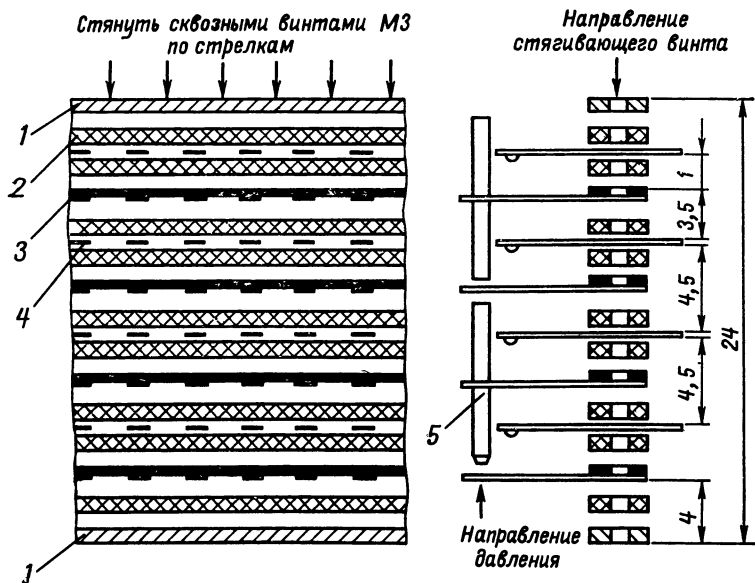 Стянуть сквозными винтами М3
по стрелкам
Направление
стягивающего винта
1
2
3
4
1
5
1
3,5
4,5
4,5
4
24
Направление
давления